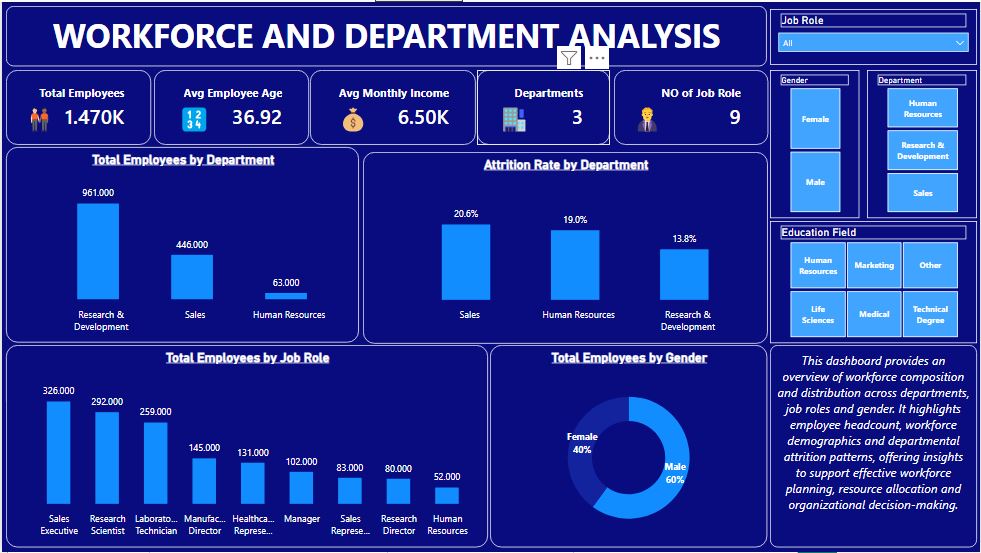 WORKFORCE AND DEPARTMENT ANALYSIS
Job Role
All
Total Employees
1.470K
Avg Employee Age
1 2
3 4
36.92
Avg Monthly Income
$
6.50K
Departments
3
NO of Job Role
9
Gender
Female
Male
Department
Human
Resources
Research &
Development
Sales
Total Employees by Department
961.000
446.000
63.000
Research &
Development
Sales
Human Resources
Attrition Rate by Department
20.6%
19.0%
13.8%
Sales
Human Resources
Research &
Development
Education Field
Human
Resources
Marketing
Other
Life
Sciences
Medical
Technical
Degree
Total Employees by Job Role
326.000
292.000
259.000
145.000
131.000
102.000
83.000
80.000
52.000
Sales
Executive
Research
Scientist
Laborato...
Technician
Manufac...
Director
Healthca...
Represe...
Manager
Sales
Represe...
Research
Director
Human
Resources
Total Employees by Gender
Female
40%
Male
60%
This dashboard provides an
overview of workforce composition
and distribution across departments,
job roles and gender. It highlights
employee headcount, workforce
demographics and departmental
attrition patterns, offering insights
to support effective workforce
planning, resource allocation and
organizational decision-making.